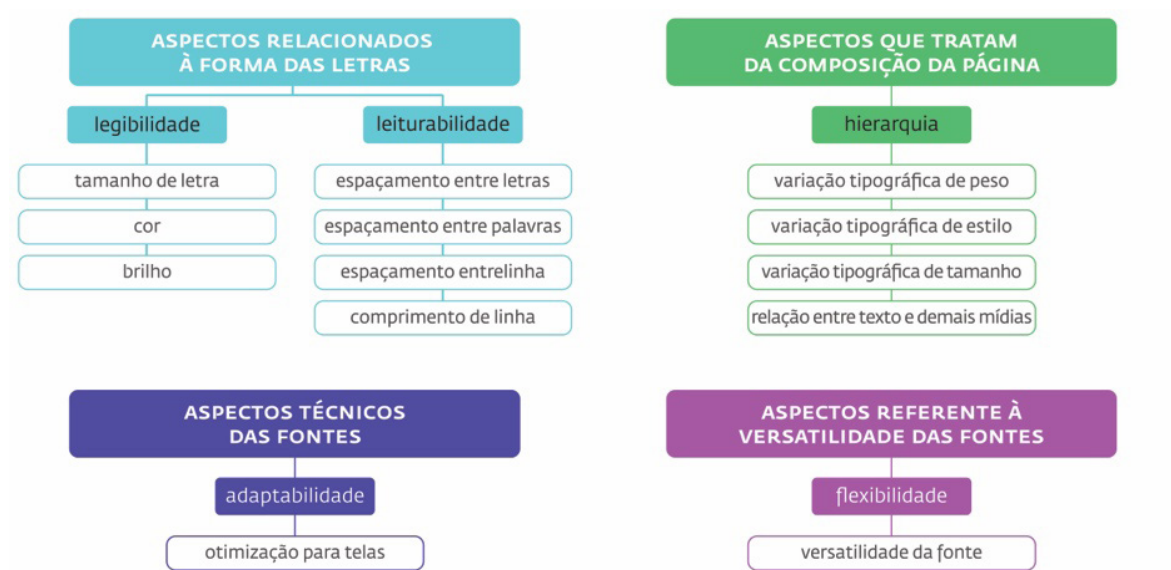 ASPECTOS RELACIONADOS
À FORMA DAS LETRAS
legibilidade
tamanho de letra
cor
brilho
leiturabilidade
espaçamento entre letras
espaçamento entre palavras
espaçamento entrelinha
comprimento de linha
ASPECTOS QUE TRATAM
DA COMPOSIÇÃO DA PÁGINA
hierarquia
variação tipográfica de peso
variação tipográfica de estilo
variação tipográfica de tamanho
relação entre texto e demais mídias
ASPECTOS TÉCNICOS
DAS FONTES
adaptabilidade
otimização para telas
ASPECTOS REFERENTE À
VERSATILIDADE DAS FONTES
flexibilidade
versatilidade da fonte